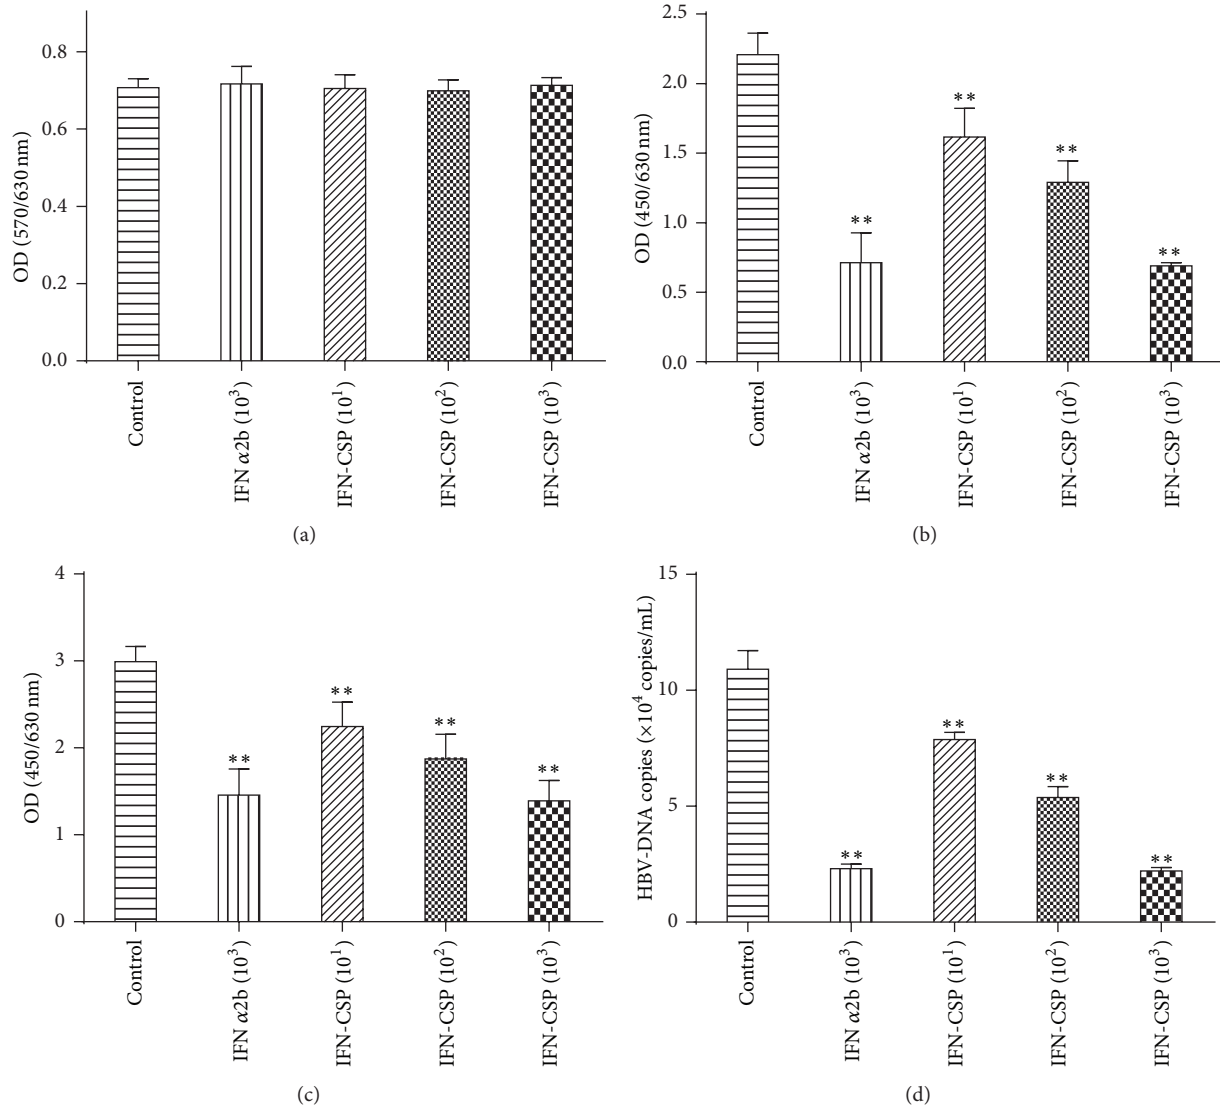 OD (570/630 nm)
0.8
0.6
0.4
0.2
0.0
Control
IFN α2b (10³)
IFN-CSP (10¹)
IFN-CSP (10²)
IFN-CSP (10³)
(a)
OD (450/630 nm)
2.5
2.0
1.5
1.0
0.5
0.0
**
**
**
**
Control
IFN α2b (10³)
IFN-CSP (10¹)
IFN-CSP (10²)
IFN-CSP (10³)
(b)
OD (450/630 nm)
4
3
2
1
0
**
**
**
**
Control
IFN α2b (10³)
IFN-CSP (10¹)
IFN-CSP (10²)
IFN-CSP (10³)
(c)
HBV-DNA copies (×10⁴ copies/mL)
15
10
5
0
**
**
**
**
Control
IFN α2b (10³)
IFN-CSP (10¹)
IFN-CSP (10²)
IFN-CSP (10³)
(d)